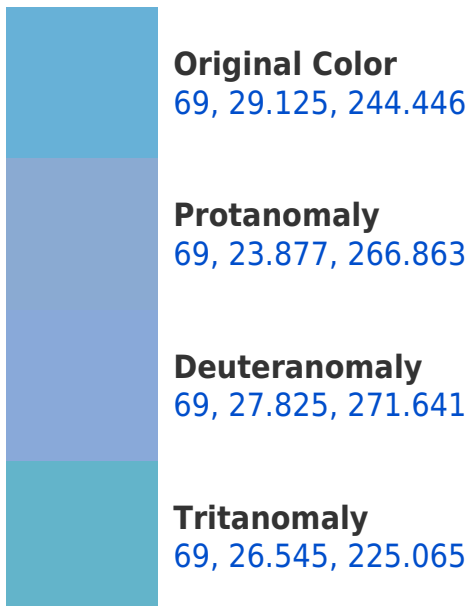 Original Color
69, 29.125, 244.446
Protanomaly
69, 23.877, 266.863
Deuteranomaly
69, 27.825, 271.641
Tritanomaly
69, 26.545, 225.065